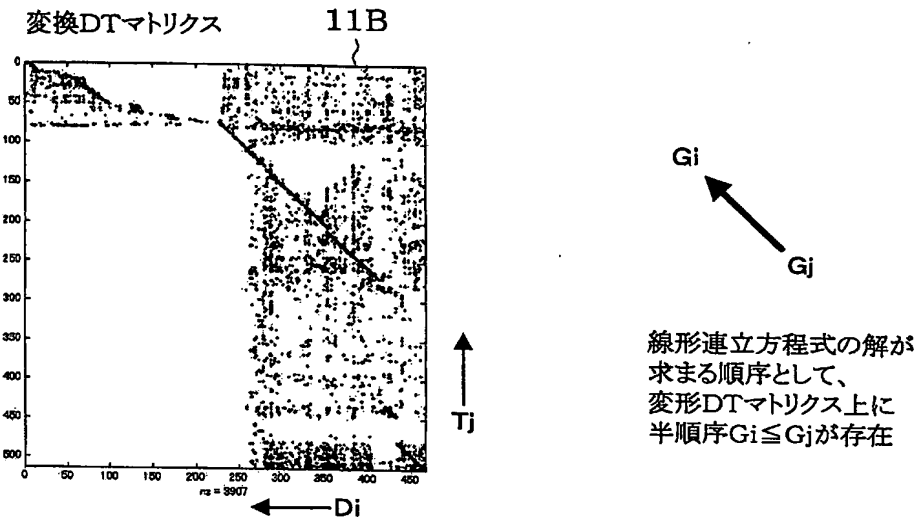 変換DTマトリクス
11B
0
50
100
150
200
250
300
350
400
450
500
0 50 100 150 200 250 300 350 400 450
nz = 3907
Di
Tj
Gi
Gj
線形連立方程式の解が
求まる順序として、
変形DTマトリクス上に
半順序Gi≦Gjが存在